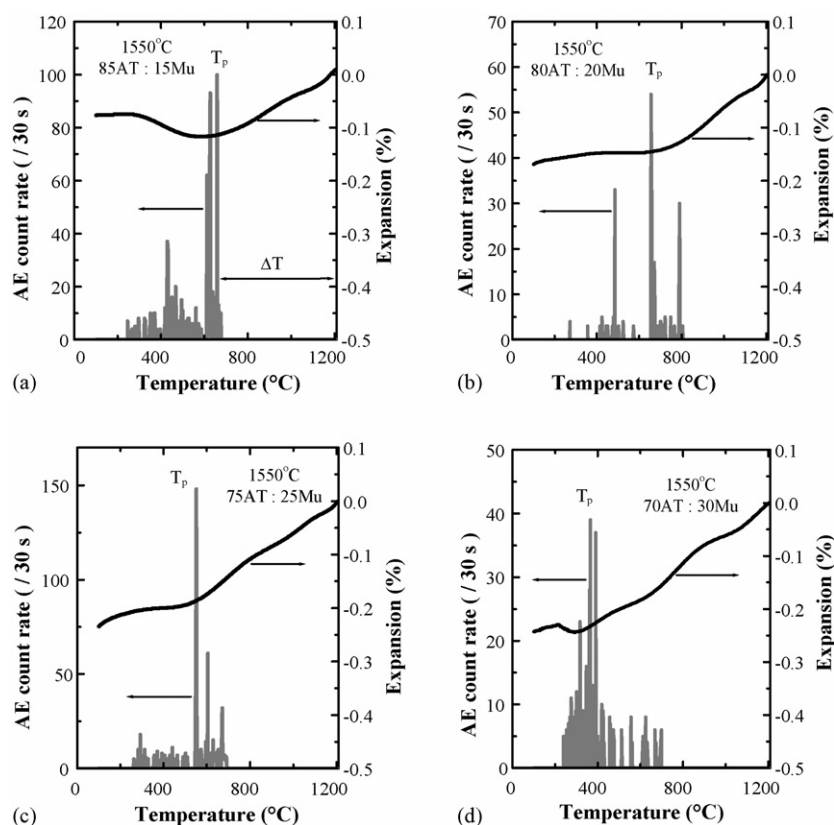 1550°C
85AT : 15Mu
Tp
ΔT
AE count rate ( / 30 s )
120
100
80
60
40
20
0
0.1
0.0
-0.1
-0.2
-0.3
-0.4
-0.5
Expansion (%)
0 400 800 1200
Temperature (°C)
(a)
1550°C
80AT : 20Mu
Tp
AE count rate ( / 30 s )
70
60
50
40
30
20
10
0
0.1
0.0
-0.1
-0.2
-0.3
-0.4
-0.5
Expansion (%)
0 400 800 1200
Temperature (°C)
(b)
1550°C
75AT : 25Mu
Tp
AE count rate ( / 30 s )
150
100
50
0
0.1
0.0
-0.1
-0.2
-0.3
-0.4
-0.5
Expansion (%)
0 400 800 1200
Temperature (°C)
(c)
1550°C
70AT : 30Mu
Tp
AE count rate ( / 30 s )
50
40
30
20
10
0
0.1
0.0
-0.1
-0.2
-0.3
-0.4
-0.5
Expansion (%)
0 400 800 1200
Temperature (°C)
(d)